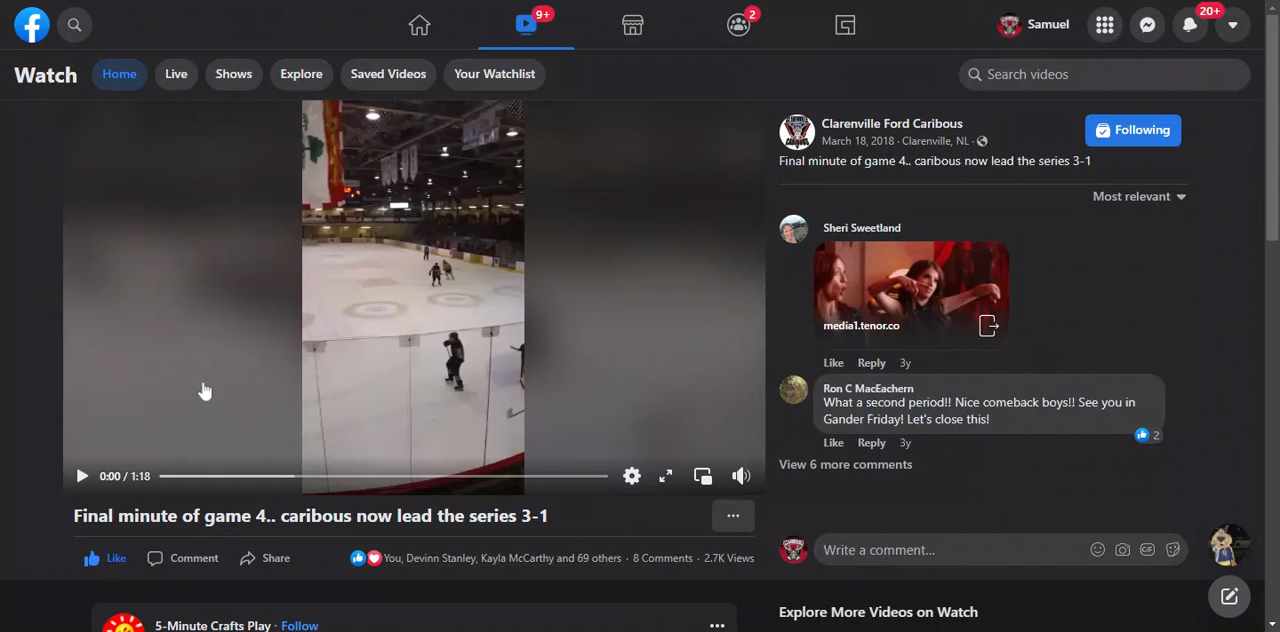 9+
2
Samuel
20+
Watch
Home
Live
Shows
Explore
Saved Videos
Your Watchlist
Search videos
Clarenville Ford Caribous
Following
March 18, 2018 · Clarenville, NL ·
Final minute of game 4.. caribous now lead the series 3-1
Most relevant
Sheri Sweetland
media1.tenor.co
Like Reply 3y
Ron C MacEachern
What a second period!! Nice comeback boys!! See you in
Gander Friday! Let's close this!
2
Like Reply 3y
View 6 more comments
0:00 / 1:18
Final minute of game 4.. caribous now lead the series 3-1
Like
Comment
Share
You, Devinn Stanley, Kayla McCarthy and 69 others · 8 Comments · 2.7K Views
Write a comment...
GIF
Explore More Videos on Watch
5-Minute Crafts Play · Follow